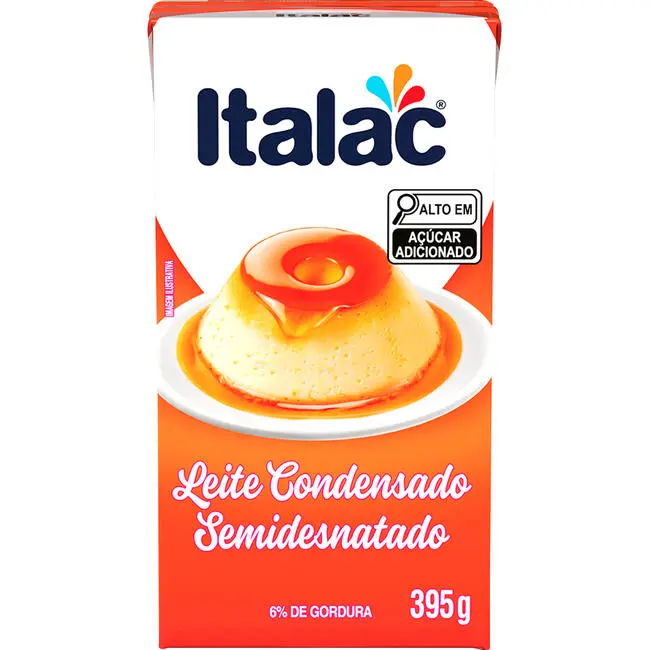 Italac®
ALTO EM
AÇÚCAR
ADICIONADO
IMAGEM ILUSTRATIVA
Leite Condensado
Semidesnatado
6% DE GORDURA
395g